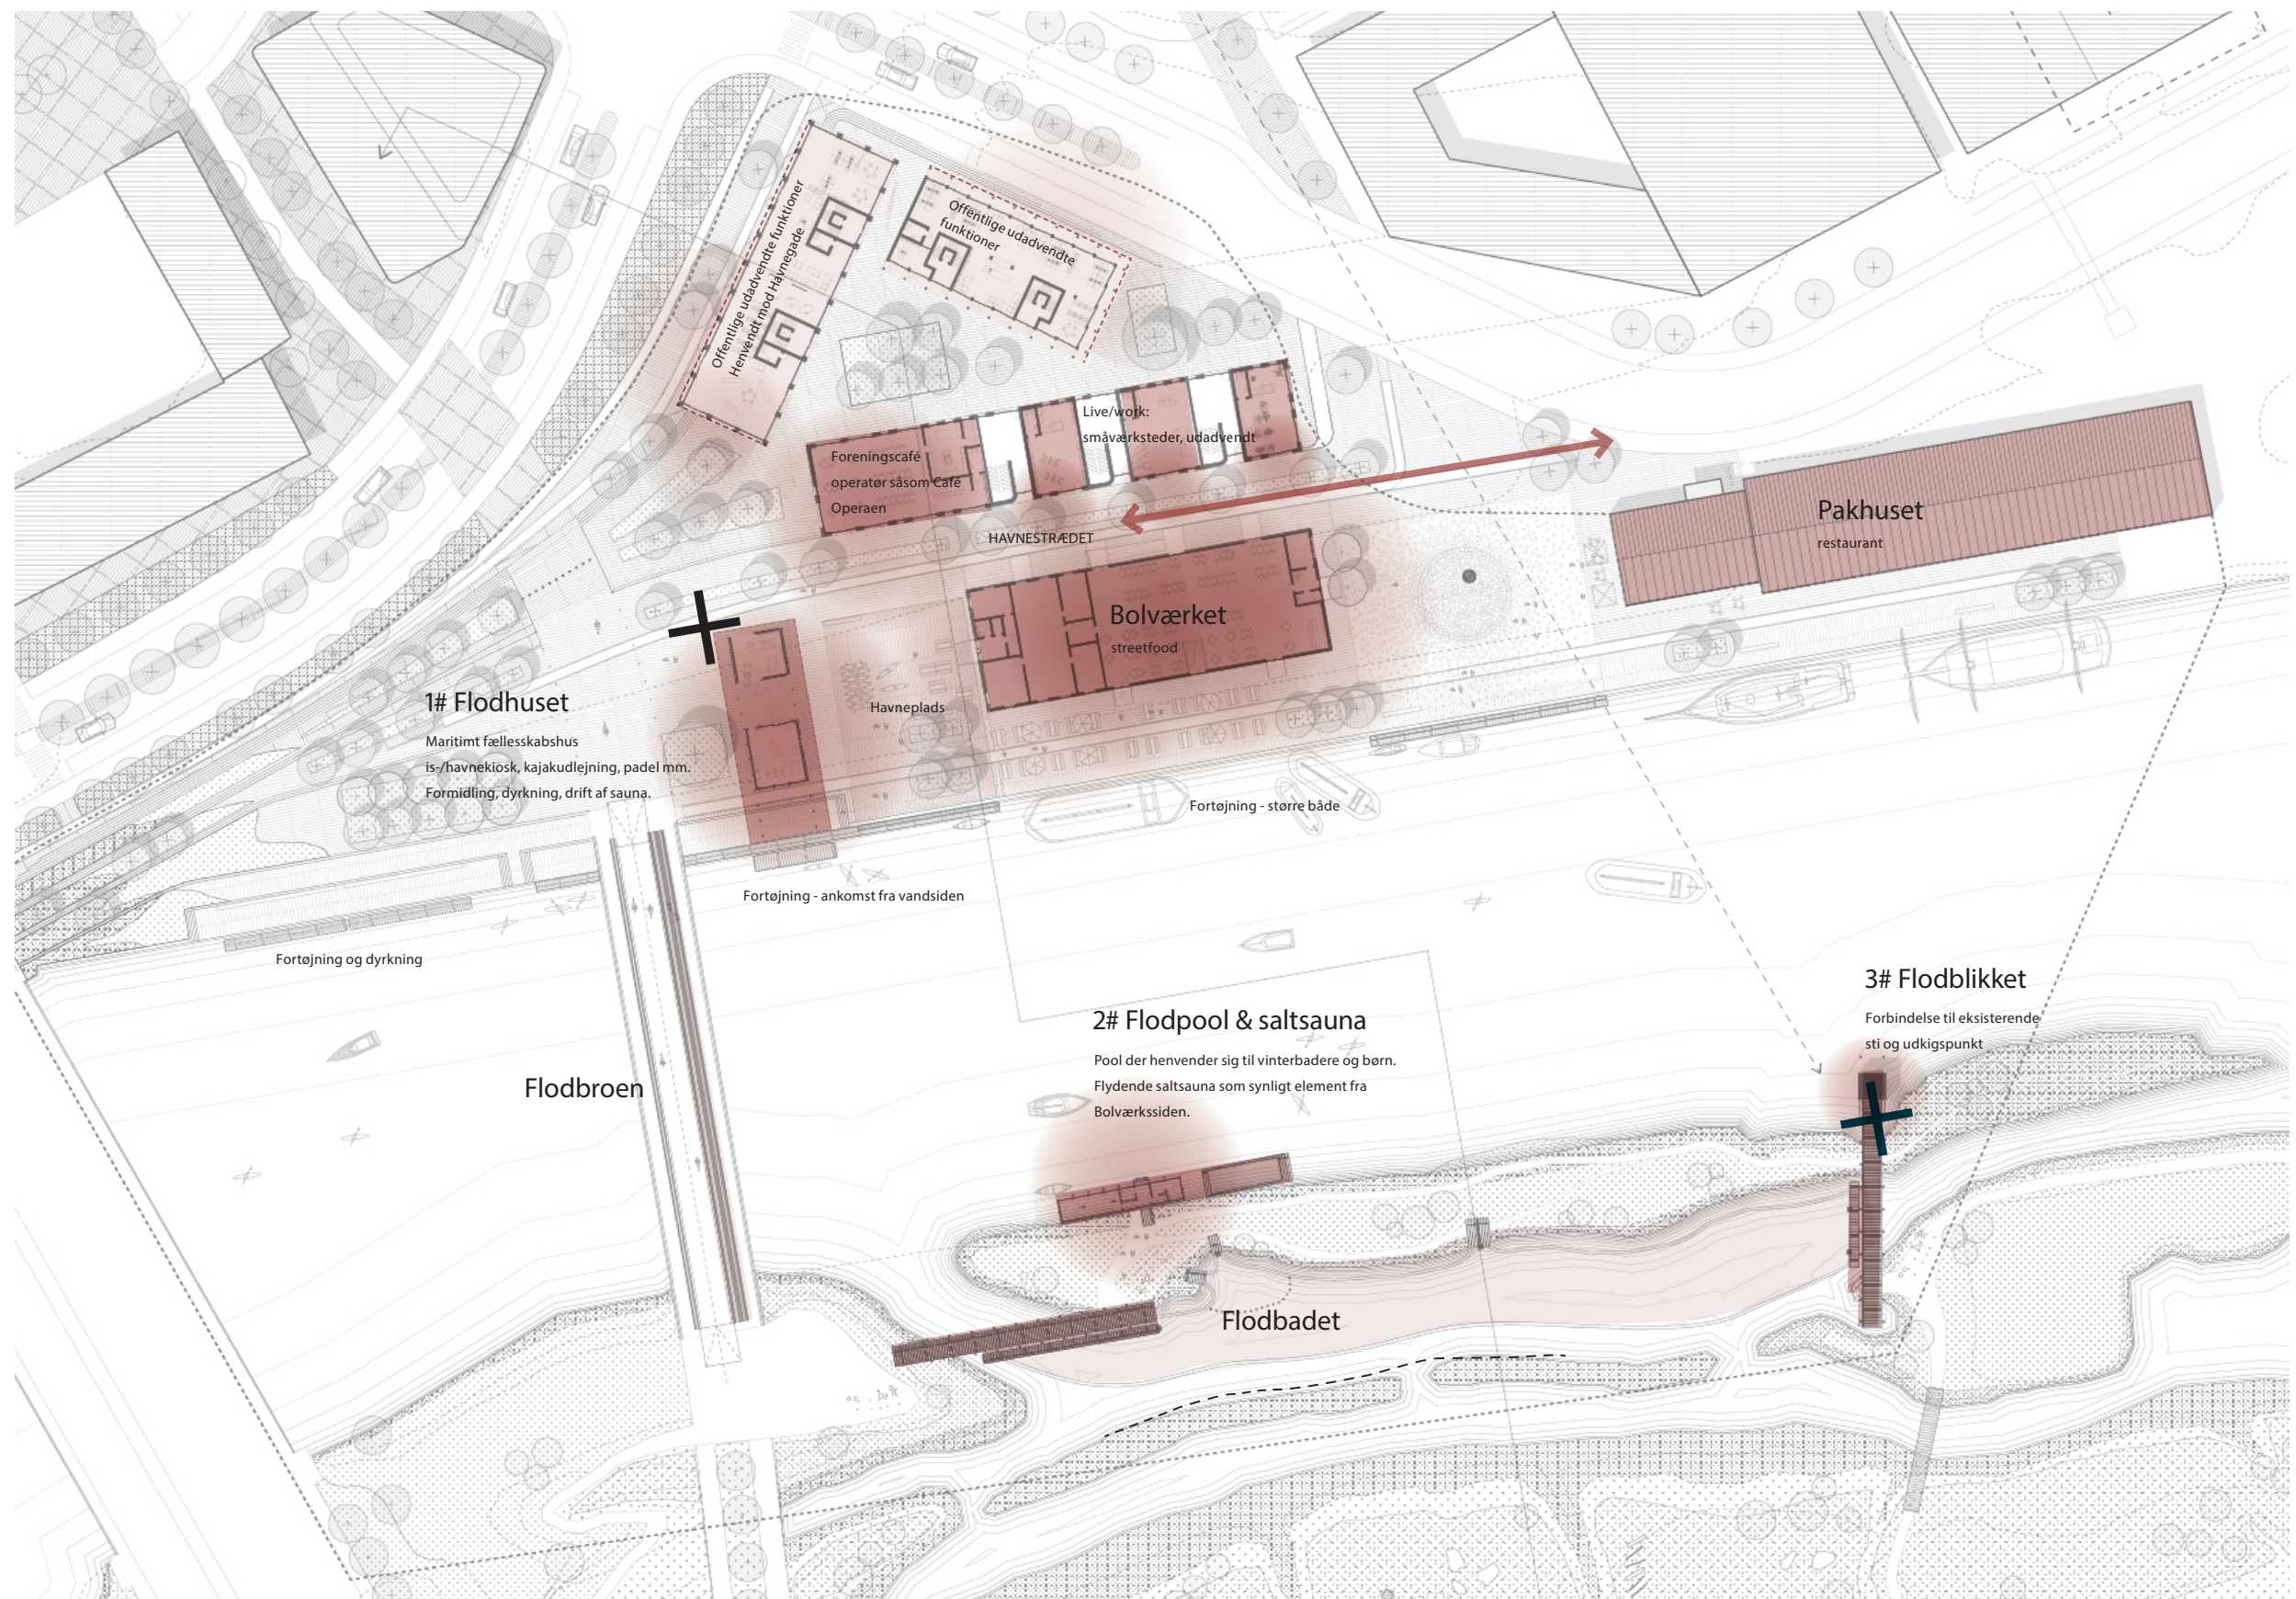 Offentlige udadvendte funktioner
Henvendt mod Havnegade
Offentlige udadvendte
funktioner
Live/work:
småværksteder, udadvendt
Foreningscafé
operatør såsom Café
Operaen
HAVNESTRÆDET
Pakhuset
restaurant
Bolværket
streetfood
Havneplads
1# Flodhuset
Maritimt fællesskabshus
is-/havnekiosk, kajakudlejning, padel mm.
Formidling, dyrkning, drift af sauna.
Fortøjning - større både
Fortøjning - ankomst fra vandsiden
Fortøjning og dyrkning
3# Flodblikket
Forbindelse til eksisterende
sti og udkigspunkt
2# Flodpool & saltsauna
Pool der henvender sig til vinterbadere og børn.
Flydende saltsauna som synligt element fra
Bolværkssiden.
Flodbroen
Flodbadet